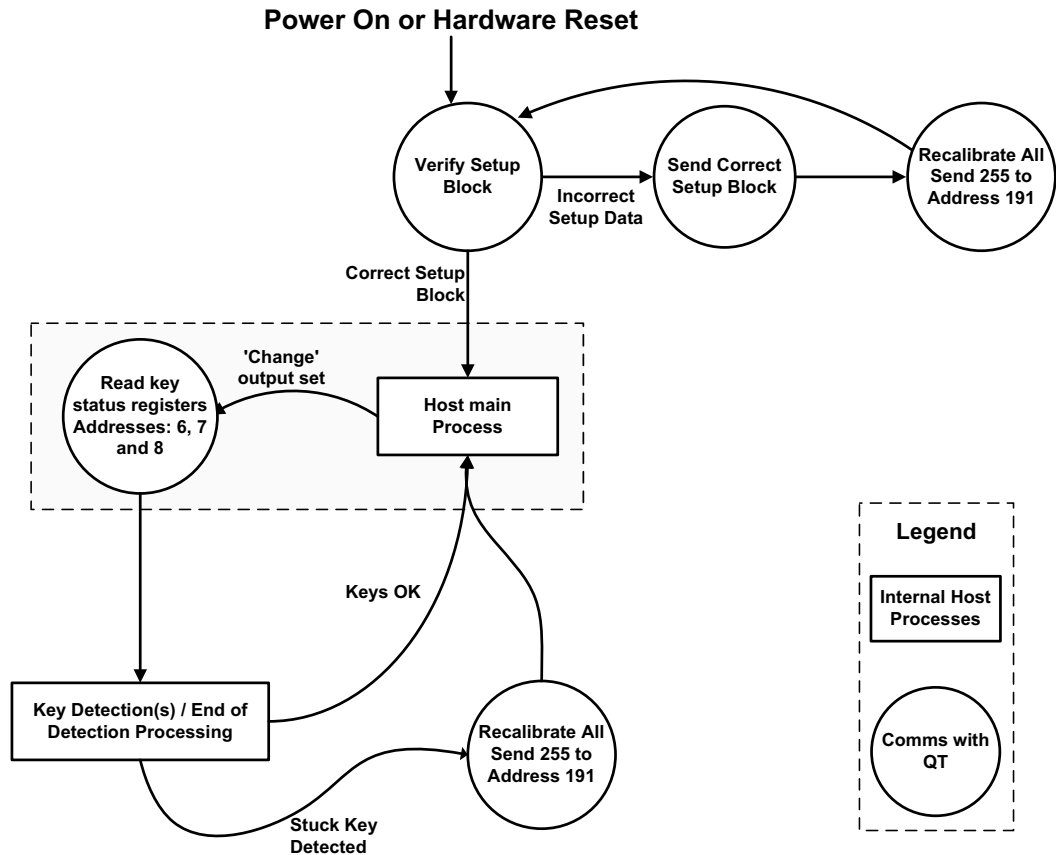 Power On or Hardware Reset
Verify Setup
Block
Incorrect
Setup Data
Send Correct
Setup Block
Recalibrate All
Send 255 to
Address 191
Correct Setup
Block
'Change'
output set
Read key
status registers
Addresses: 6, 7
and 8
Host main
Process
Keys OK
Key Detection(s) / End of
Detection Processing
Stuck Key
Detected
Recalibrate All
Send 255 to
Address 191
Legend
Internal Host
Processes
Comms with
QT